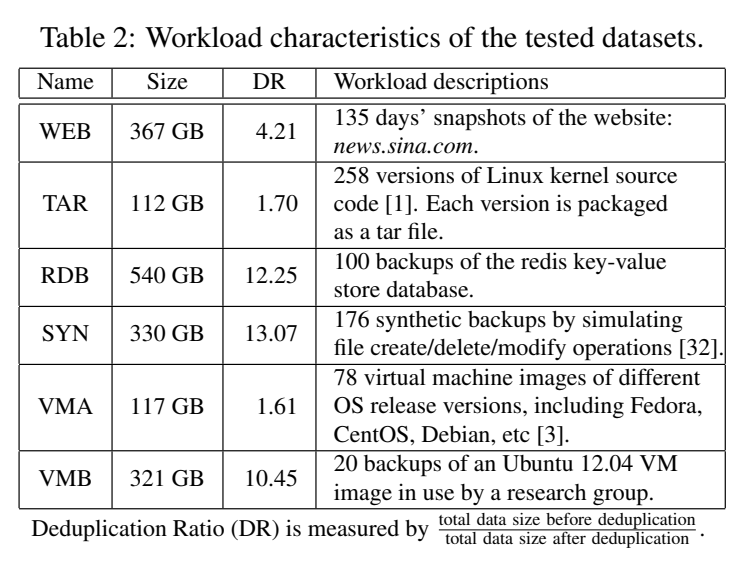 Table 2: Workload characteristics of the tested datasets.
Name Size DR Workload descriptions
WEB 367 GB 4.21 135 days’ snapshots of the website:
news.sina.com.
TAR 112 GB 1.70 258 versions of Linux kernel source
code [1]. Each version is packaged
as a tar file.
RDB 540 GB 12.25 100 backups of the redis key-value
store database.
SYN 330 GB 13.07 176 synthetic backups by simulating
file create/delete/modify operations [32].
VMA 117 GB 1.61 78 virtual machine images of different
OS release versions, including Fedora,
CentOS, Debian, etc [3].
VMB 321 GB 10.45 20 backups of an Ubuntu 12.04 VM
image in use by a research group.
Deduplication Ratio (DR) is measured by total data size before deduplication
total data size after deduplication .